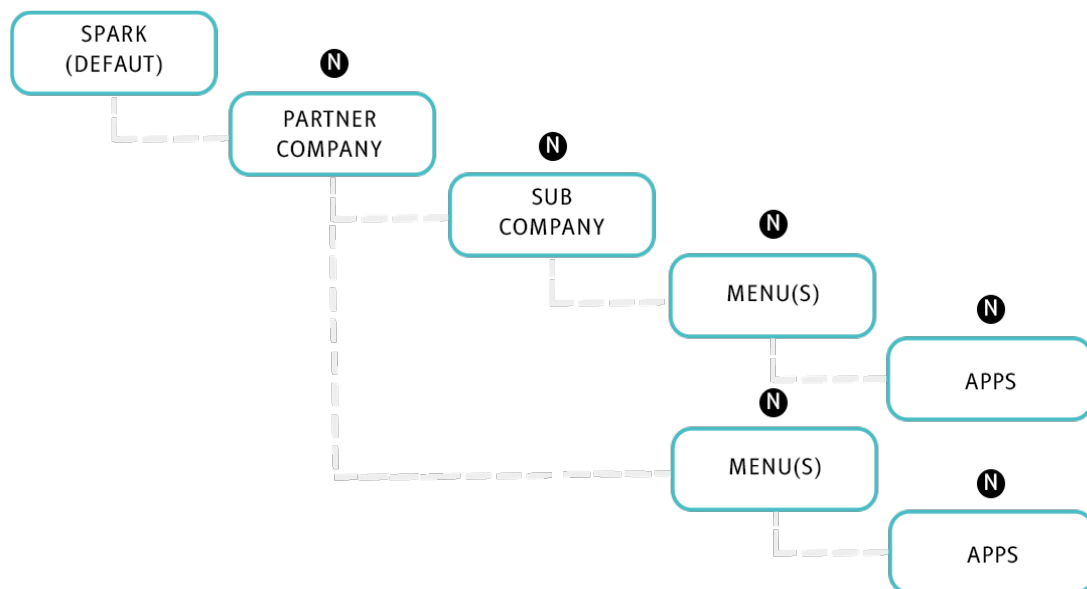 SPARK
(DEFAUT)
N
PARTNER
COMPANY
N
SUB
COMPANY
N
MENU(S)
N
APPS
N
MENU(S)
N
APPS